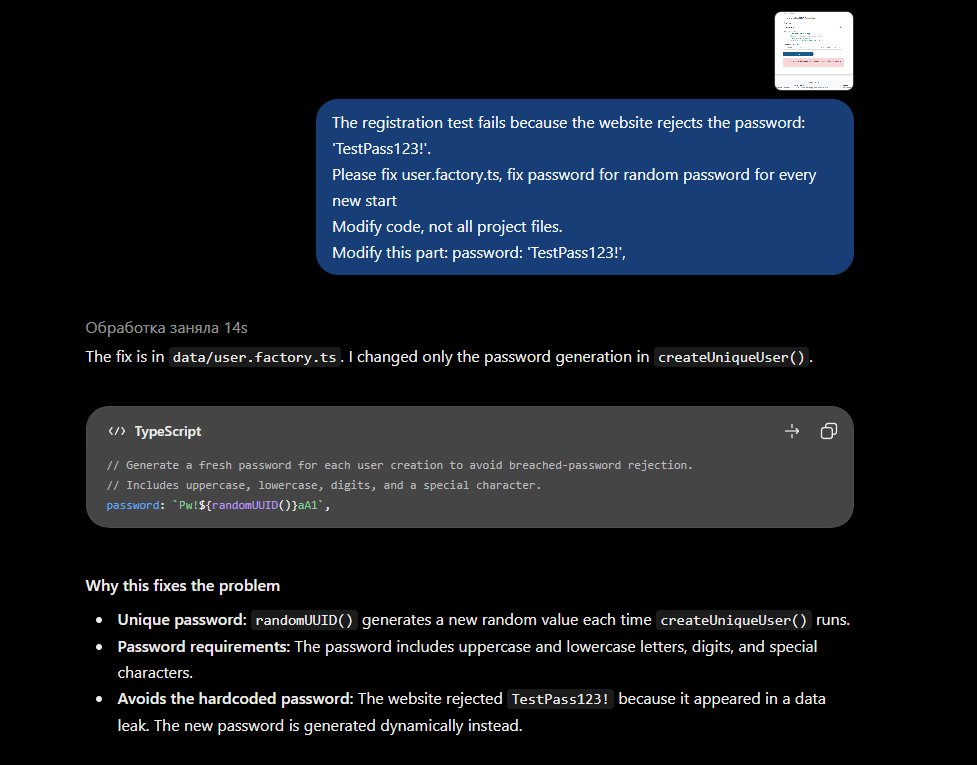 The registration test fails because the website rejects the password:
'TestPass123!'.
Please fix user.factory.ts, fix password for random password for every
new start
Modify code, not all project files.
Modify this part: password: 'TestPass123!',
Обработка заняла 14s
The fix is in data/user.factory.ts. I changed only the password generation in createUniqueUser().
</> TypeScript
// Generate a fresh password for each user creation to avoid breached-password rejection.
// Includes uppercase, lowercase, digits, and a special character.
password: `Pw!${randomUUID()}aA1`,
Why this fixes the problem
• Unique password: randomUUID() generates a new random value each time createUniqueUser() runs.
• Password requirements: The password includes uppercase and lowercase letters, digits, and special
characters.
• Avoids the hardcoded password: The website rejected TestPass123! because it appeared in a data
leak. The new password is generated dynamically instead.